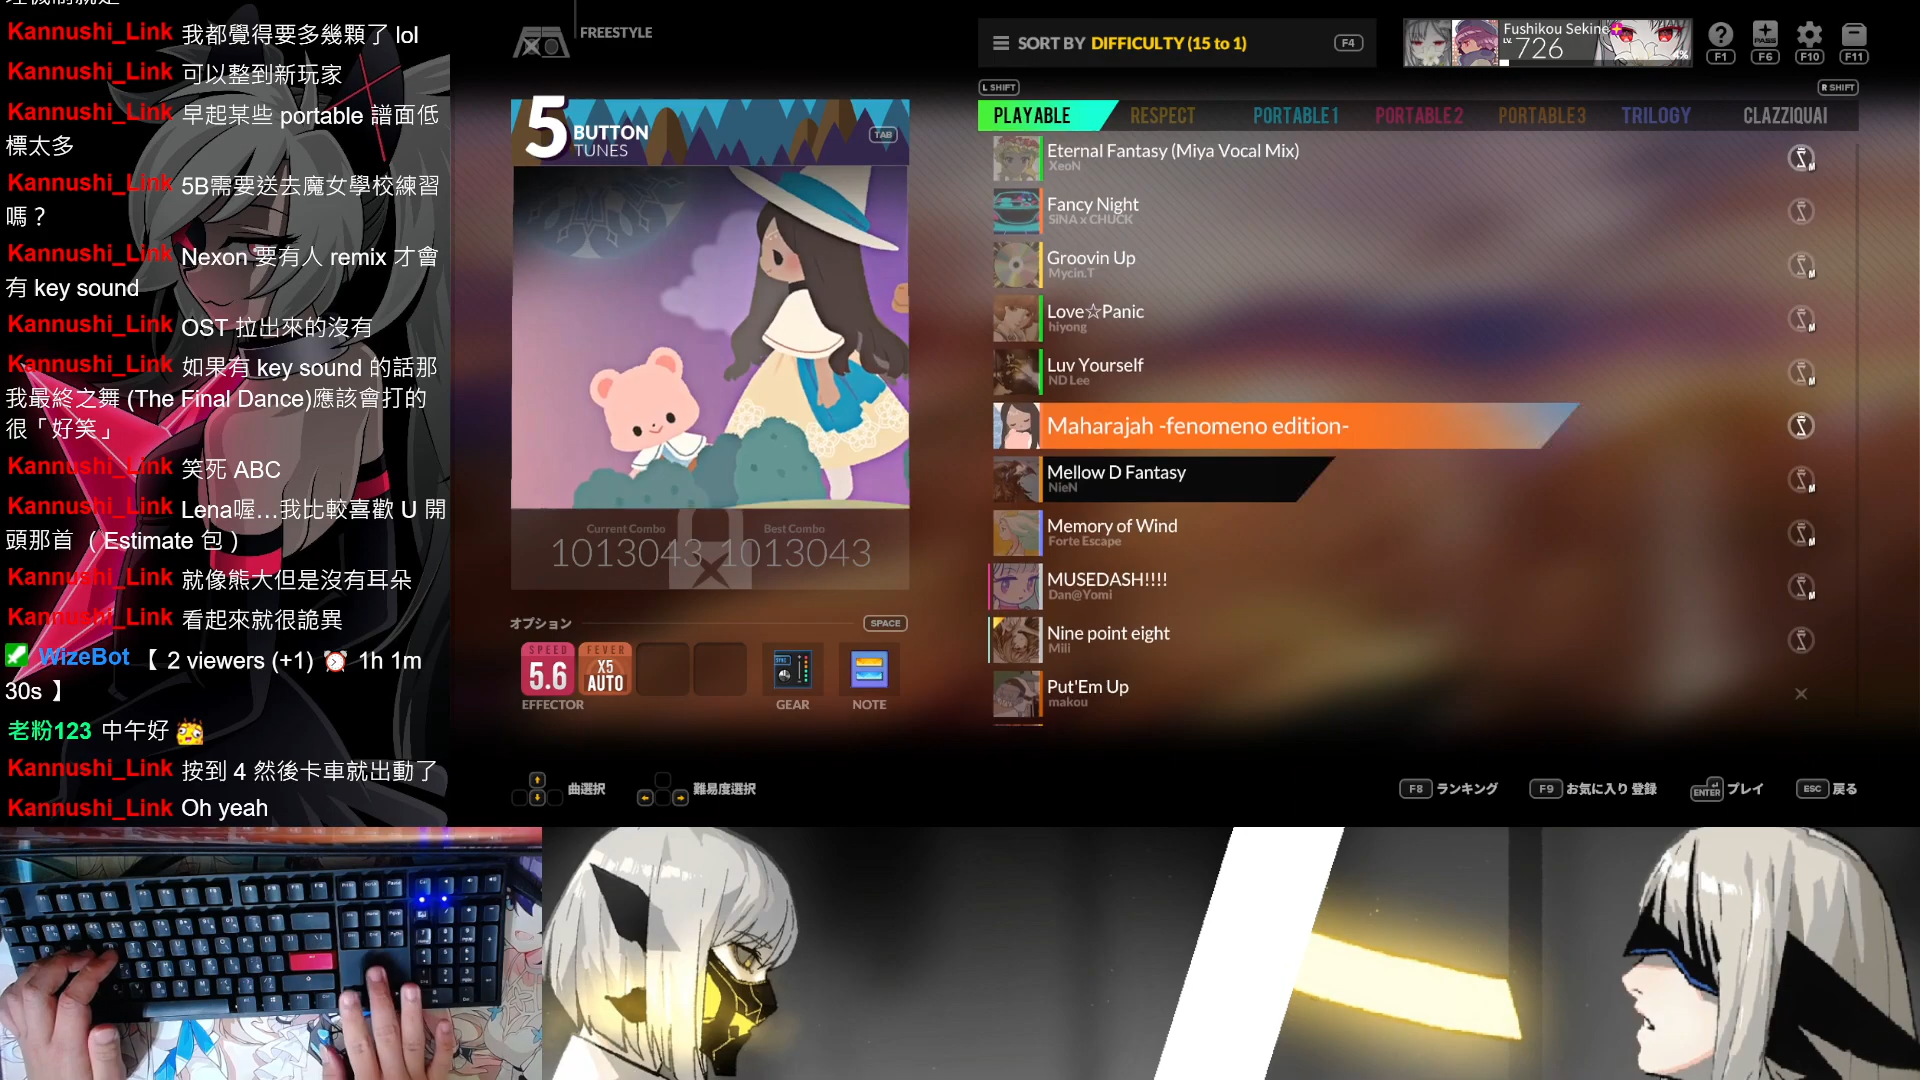 Kannushi_Link 我都覺得要多幾顆了 lol
Kannushi_Link 可以整到新玩家
Kannushi_Link 早起某些 portable 譜面低
標太多
Kannushi_Link 5B需要送去魔女學校練習
嗎？
Kannushi_Link Nexon 要有人 remix 才會
有 key sound
Kannushi_Link OST 拉出來的沒有
Kannushi_Link 如果有 key sound 的話那
我最終之舞 (The Final Dance)應該會打的
很「好笑」
Kannushi_Link 笑死 ABC
Kannushi_Link Lena喔…我比較喜歡 U 開
頭那首 （ Estimate 包 ）
Kannushi_Link 就像熊大但是沒有耳朵
Kannushi_Link 看起來就很詭異
WizeBot 【 2 viewers (+1) ⏰ 1h 1m
30s 】
老粉123 中午好
Kannushi_Link 按到 4 然後卡車就出動了
Kannushi_Link Oh yeah
FREESTYLE
5 BUTTON
TUNES
TAB
Current Combo
1013043
Best Combo
1013043
オプション
SPACE
SPEED
5.6
FEVER
X5
AUTO
EFFECTOR
GEAR
NOTE
曲選択
難易度選択
SORT BY DIFFICULTY (15 to 1)
F4
Fushikou Sekine
LV. 726
4%
F1
PASS
F6
F10
F11
L SHIFT
R SHIFT
PLAYABLE
RESPECT
PORTABLE1
PORTABLE2
PORTABLE3
TRILOGY
CLAZZIQUAI
Eternal Fantasy (Miya Vocal Mix)
XeoN
Fancy Night
SiNA x CHUCK
Groovin Up
Mycin.T
Love☆Panic
hiyong
Luv Yourself
ND Lee
Maharajah -fenomeno edition-
Mellow D Fantasy
NieN
Memory of Wind
Forte Escape
MUSEDASH!!!!
Dan@Yomi
Nine point eight
Mili
Put'Em Up
makou
F8 ランキング
F9 お気に入り 登録
ENTER プレイ
ESC 戻る